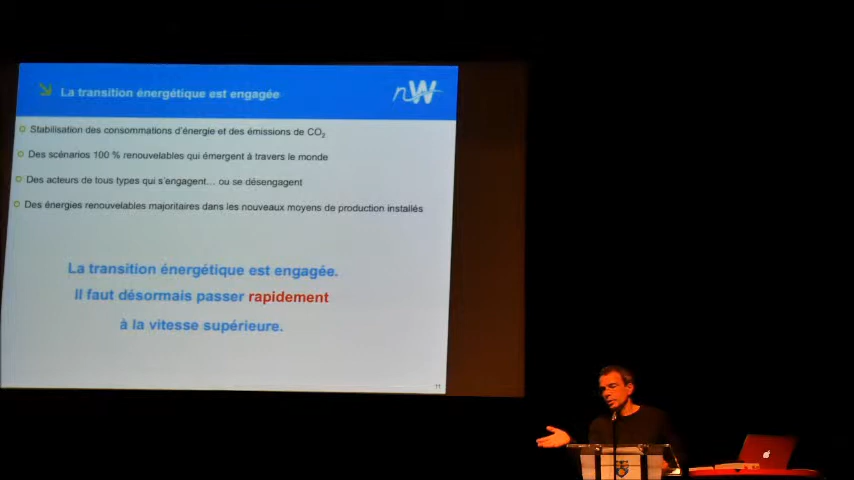 La transition énergétique est engagée
nW
Stabilisation des consommations d'énergie et des émissions de CO2
Des scénarios 100 % renouvelables qui émergent à travers le monde
Des acteurs de tous types qui s'engagent... ou se désengagent
Des énergies renouvelables majoritaires dans les nouveaux moyens de production installés
La transition énergétique est engagée.
Il faut désormais passer rapidement
à la vitesse supérieure.
11